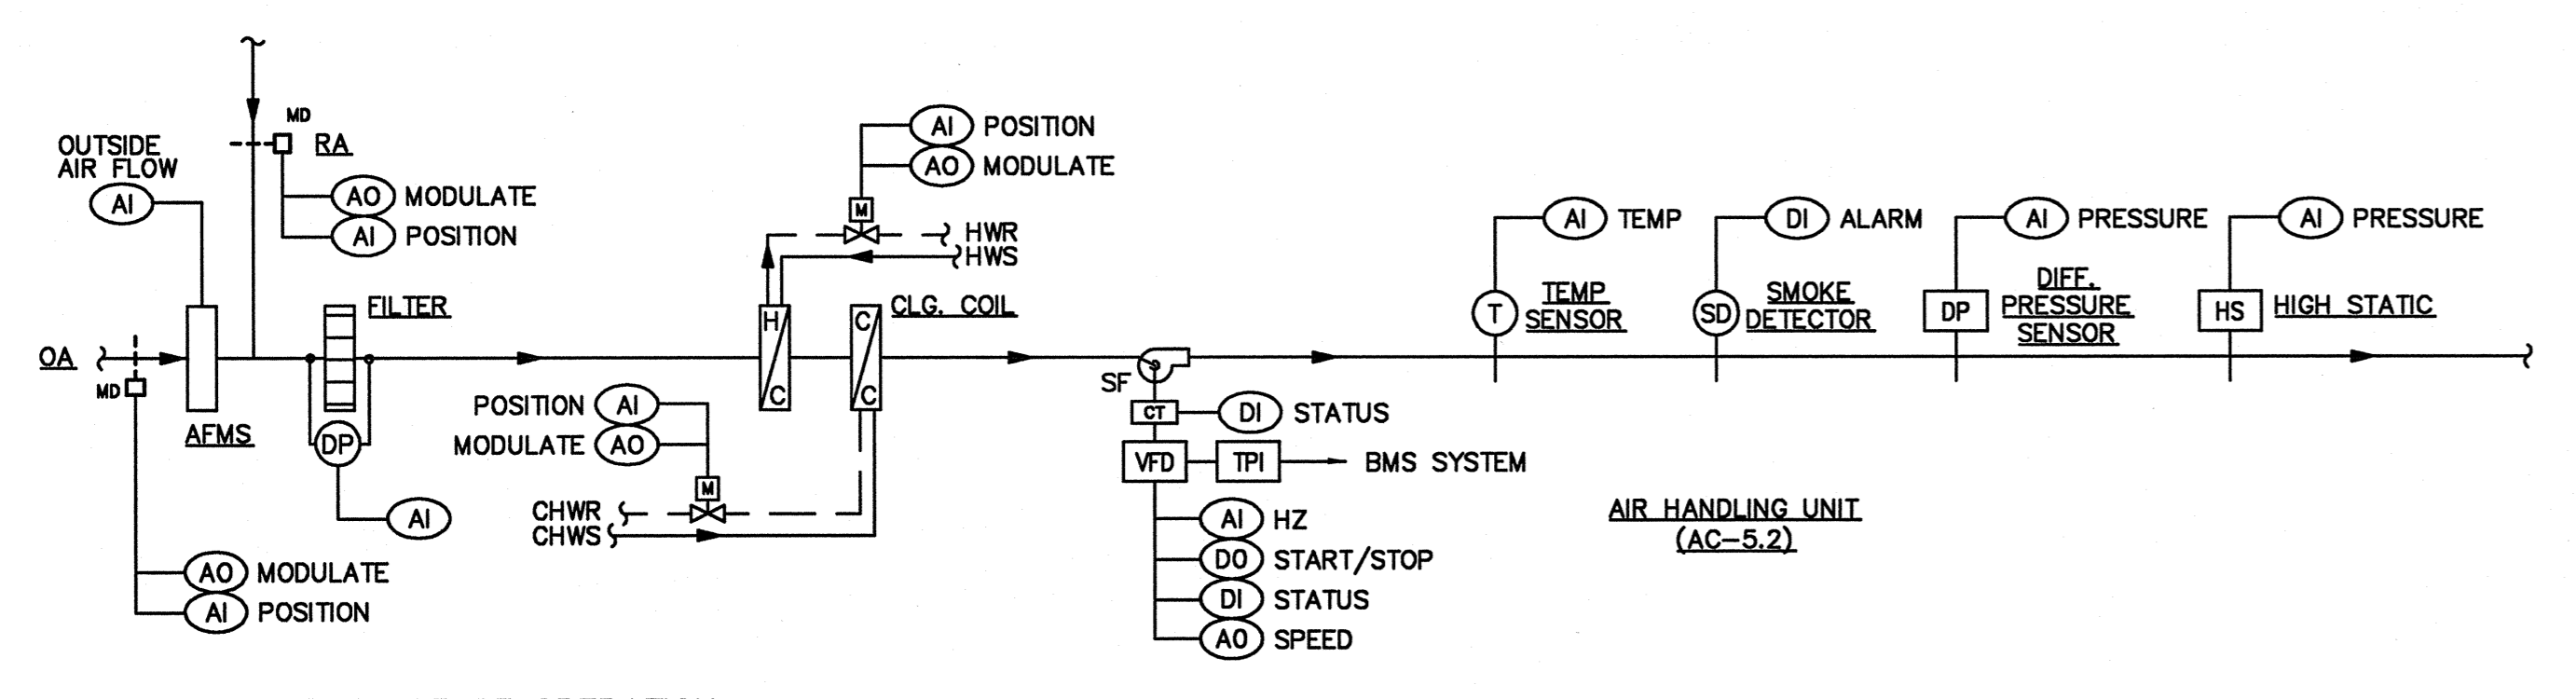 MD
RA
OUTSIDE
AIR FLOW
AI
AO MODULATE
AI POSITION
AI POSITION
AO MODULATE
M
HWR
HWS
FILTER
H
C
C
C
CLG. COIL
OA
MD
AFMS
DP
AI
AO MODULATE
AI POSITION
POSITION AI
MODULATE AO
M
CHWR
CHWS
SF
CT
DI STATUS
VFD
TPI
BMS SYSTEM
AI HZ
DO START/STOP
DI STATUS
AO SPEED
AI TEMP
T
TEMP
SENSOR
DI ALARM
SD
SMOKE
DETECTOR
AI PRESSURE
DP
DIFF.
PRESSURE
SENSOR
AI PRESSURE
HS
HIGH STATIC
AIR HANDLING UNIT
(AC-5.2)